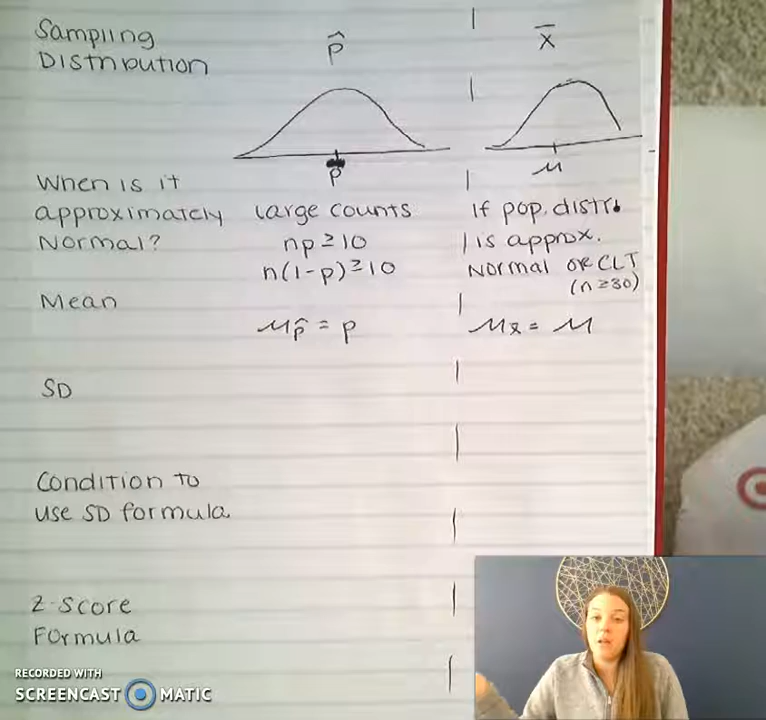 Sampling
Distribution
p̂
x̄
p
μ
When is it
approximately
Normal?
large counts
np ≥ 10
n(1-p) ≥ 10
If pop. distr.
is approx.
Normal or CLT
(n ≥ 30)
Mean
μp̂ = p
μx̄ = μ
SD
Condition to
use SD formula
z-score
Formula
RECORDED WITH
SCREENCAST MATIC